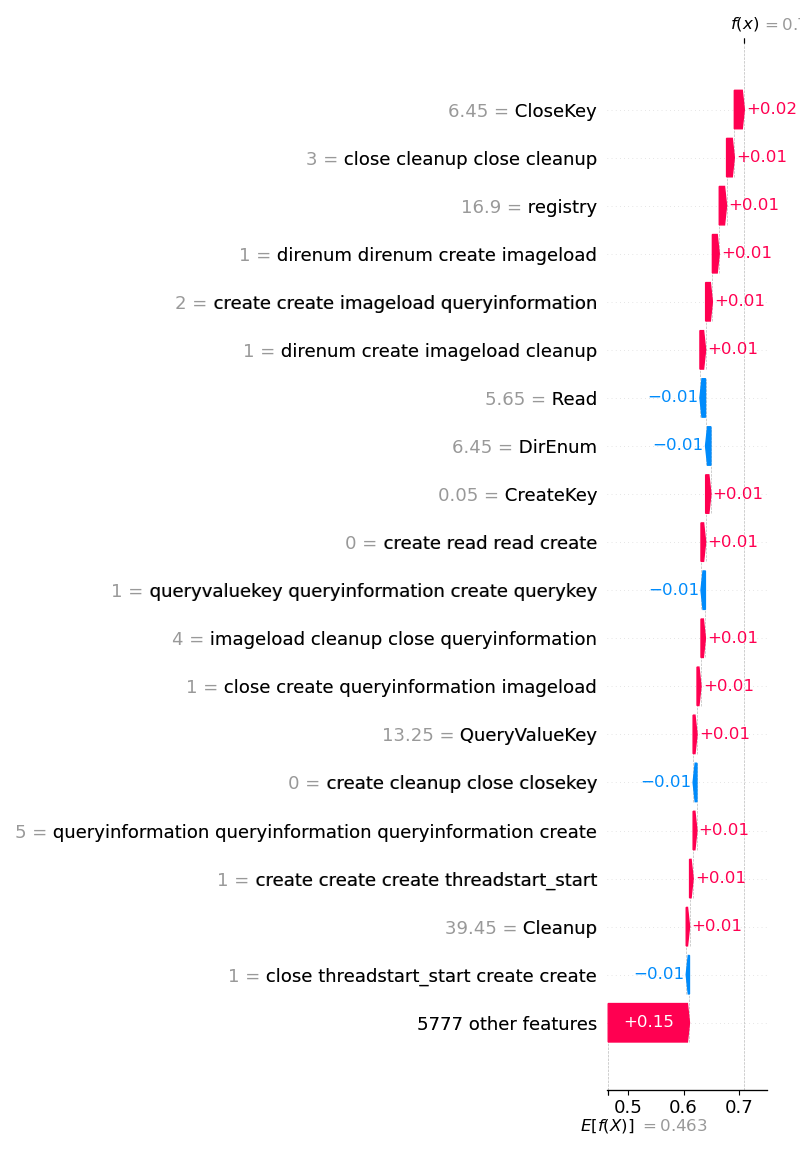 f(x) = 0.
6.45 = CloseKey +0.02
3 = close cleanup close cleanup +0.01
16.9 = registry +0.01
1 = direnum direnum create imageload +0.01
2 = create create imageload queryinformation +0.01
1 = direnum create imageload cleanup +0.01
5.65 = Read −0.01
6.45 = DirEnum −0.01
0.05 = CreateKey +0.01
0 = create read read create +0.01
1 = queryvaluekey queryinformation create querykey −0.01
4 = imageload cleanup close queryinformation +0.01
1 = close create queryinformation imageload +0.01
13.25 = QueryValueKey +0.01
0 = create cleanup close closekey −0.01
5 = queryinformation queryinformation queryinformation create +0.01
1 = create create create threadstart_start +0.01
39.45 = Cleanup +0.01
1 = close threadstart_start create create −0.01
5777 other features +0.15
0.5 0.6 0.7
E[f(X)] = 0.463